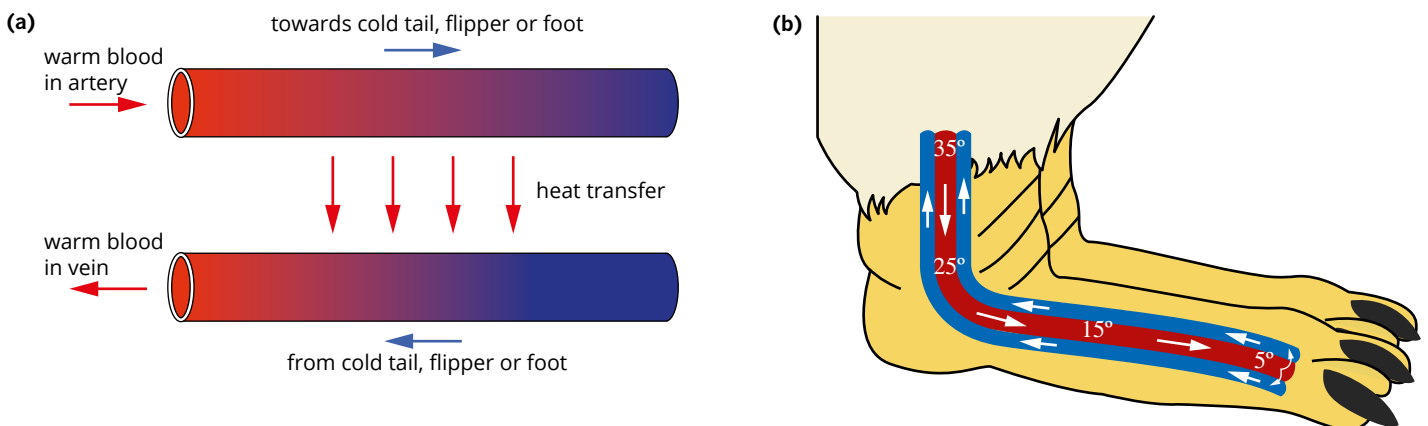 (a)
towards cold tail, flipper or foot
warm blood
in artery
heat transfer
warm blood
in vein
from cold tail, flipper or foot
(b)
35º
25º
15º
5º